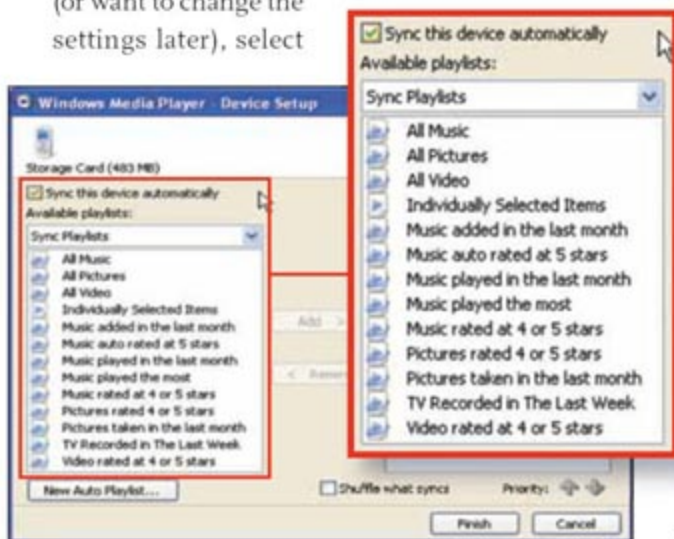 (or want to change the
settings later), select
Windows Media Player - Device Setup
Storage Card (483 MB)
Sync this device automatically
Available playlists:
Sync Playlists
All Music
All Pictures
All Video
Individually Selected Items
Music added in the last month
Music auto rated at 5 stars
Music played in the last month
Music played the most
Music rated at 4 or 5 stars
Pictures rated 4 or 5 stars
Pictures taken in the last month
TV Recorded in The Last Week
Video rated at 4 or 5 stars
New Auto Playlist...
Add >
Shuffle what syncs
Priority:
Finish
Cancel
Sync this device automatically
Available playlists:
Sync Playlists
All Music
All Pictures
All Video
Individually Selected Items
Music added in the last month
Music auto rated at 5 stars
Music played in the last month
Music played the most
Music rated at 4 or 5 stars
Pictures rated 4 or 5 stars
Pictures taken in the last month
TV Recorded in The Last Week
Video rated at 4 or 5 stars